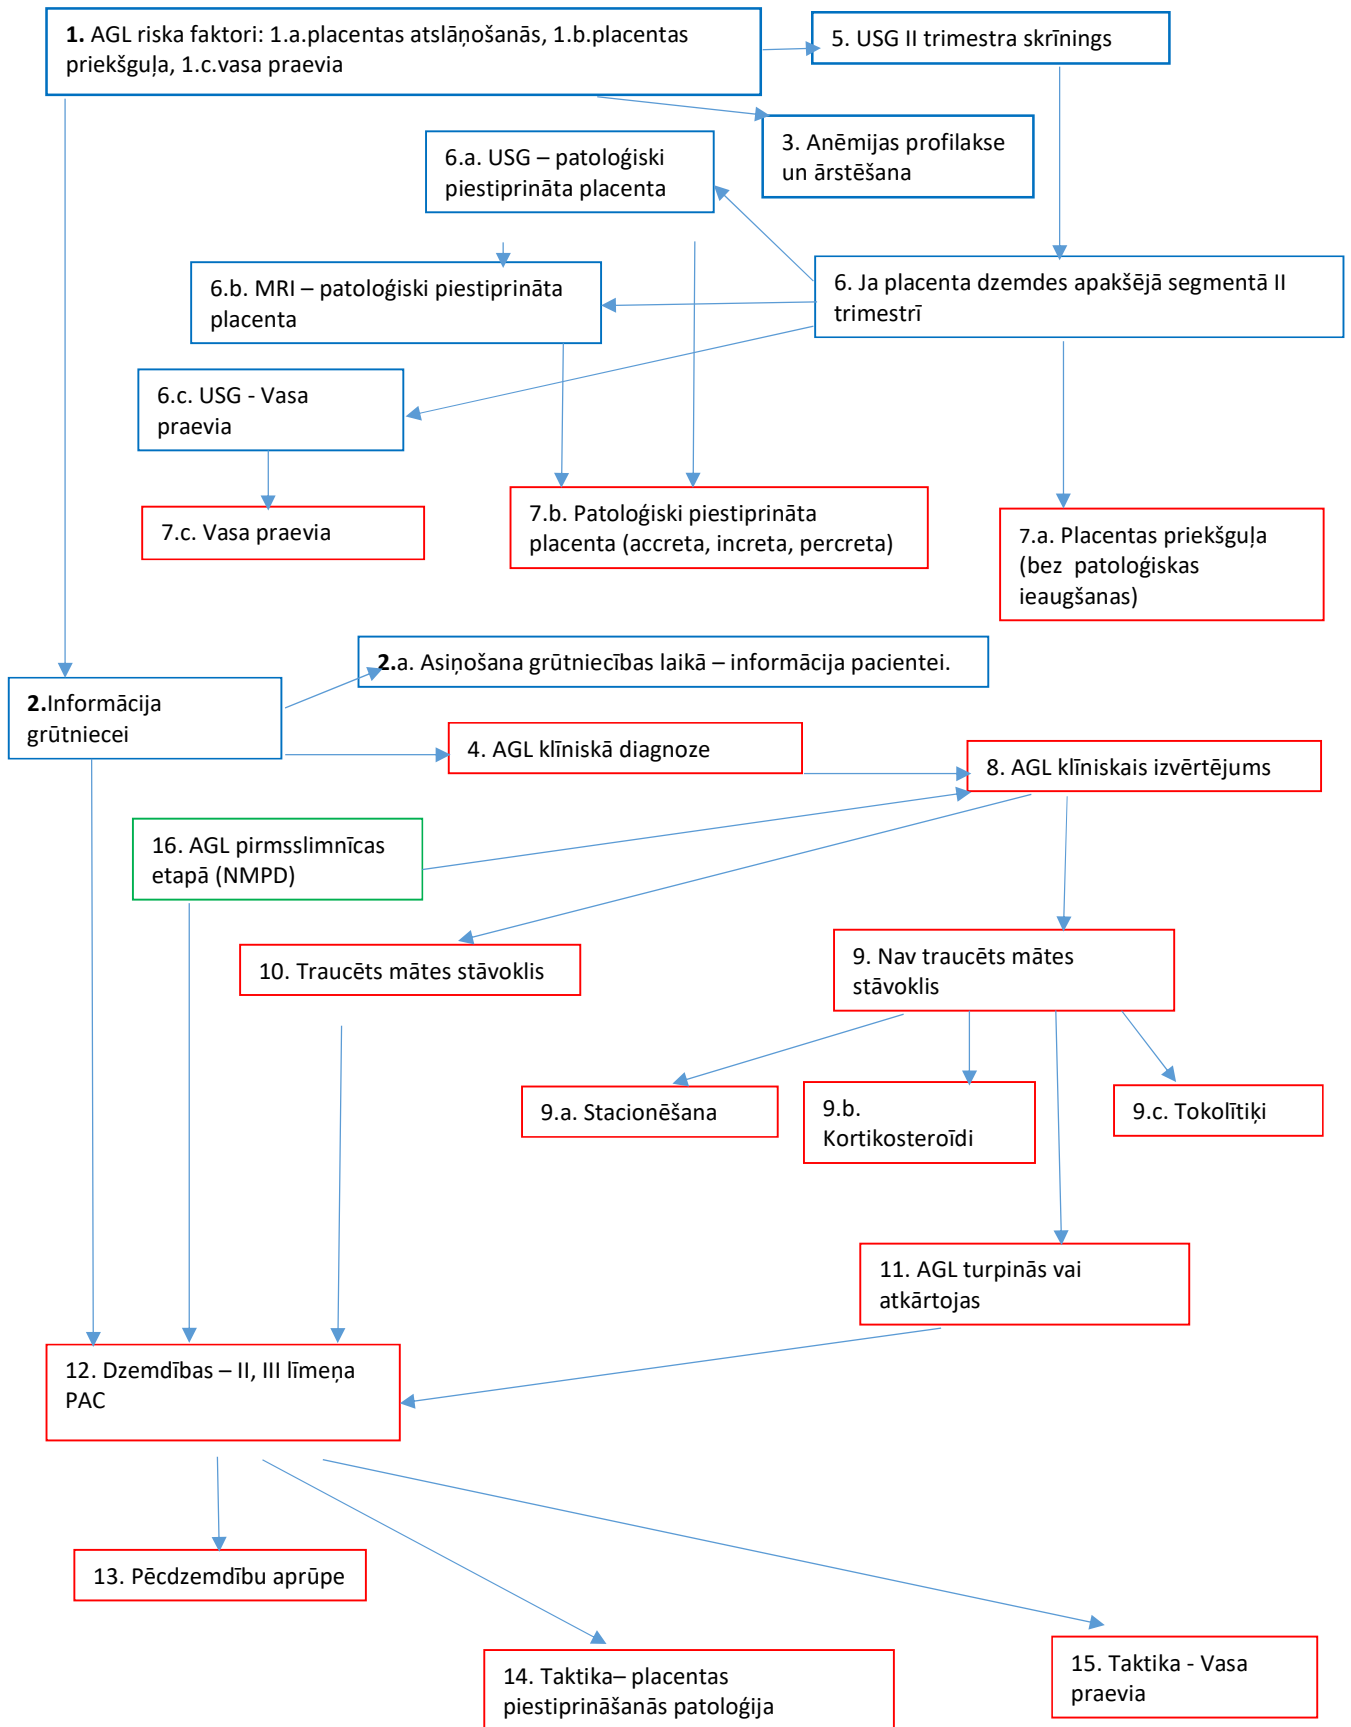 1. AGL riska faktori: 1.a.placentas atslāņošanās, 1.b.placentas
priekšguļa, 1.c.vasa praevia
5. USG II trimestra skrīnings
3. Anēmijas profilakse
un ārstēšana
6.a. USG – patoloģiski
piestiprināta placenta
6.b. MRI – patoloģiski piestiprināta
placenta
6. Ja placenta dzemdes apakšējā segmentā II
trimestrī
6.c. USG - Vasa
praevia
7.c. Vasa praevia
7.b. Patoloģiski piestiprināta
placenta (accreta, increta, percreta)
7.a. Placentas priekšguļa
(bez patoloģiskas
ieaugšanas)
2.a. Asiņošana grūtniecības laikā – informācija pacientei.
2.Informācija
grūtniecei
4. AGL klīniskā diagnoze
8. AGL klīniskais izvērtējums
16. AGL pirmsslimnīcas
etapā (NMPD)
10. Traucēts mātes stāvoklis
9. Nav traucēts mātes
stāvoklis
9.a. Stacionēšana
9.b.
Kortikosteroīdi
9.c. Tokolītiķi
11. AGL turpinās vai
atkārtojas
12. Dzemdības – II, III līmeņa
PAC
13. Pēcdzemdību aprūpe
14. Taktika– placentas
piestiprināšanās patoloģija
15. Taktika - Vasa
praevia